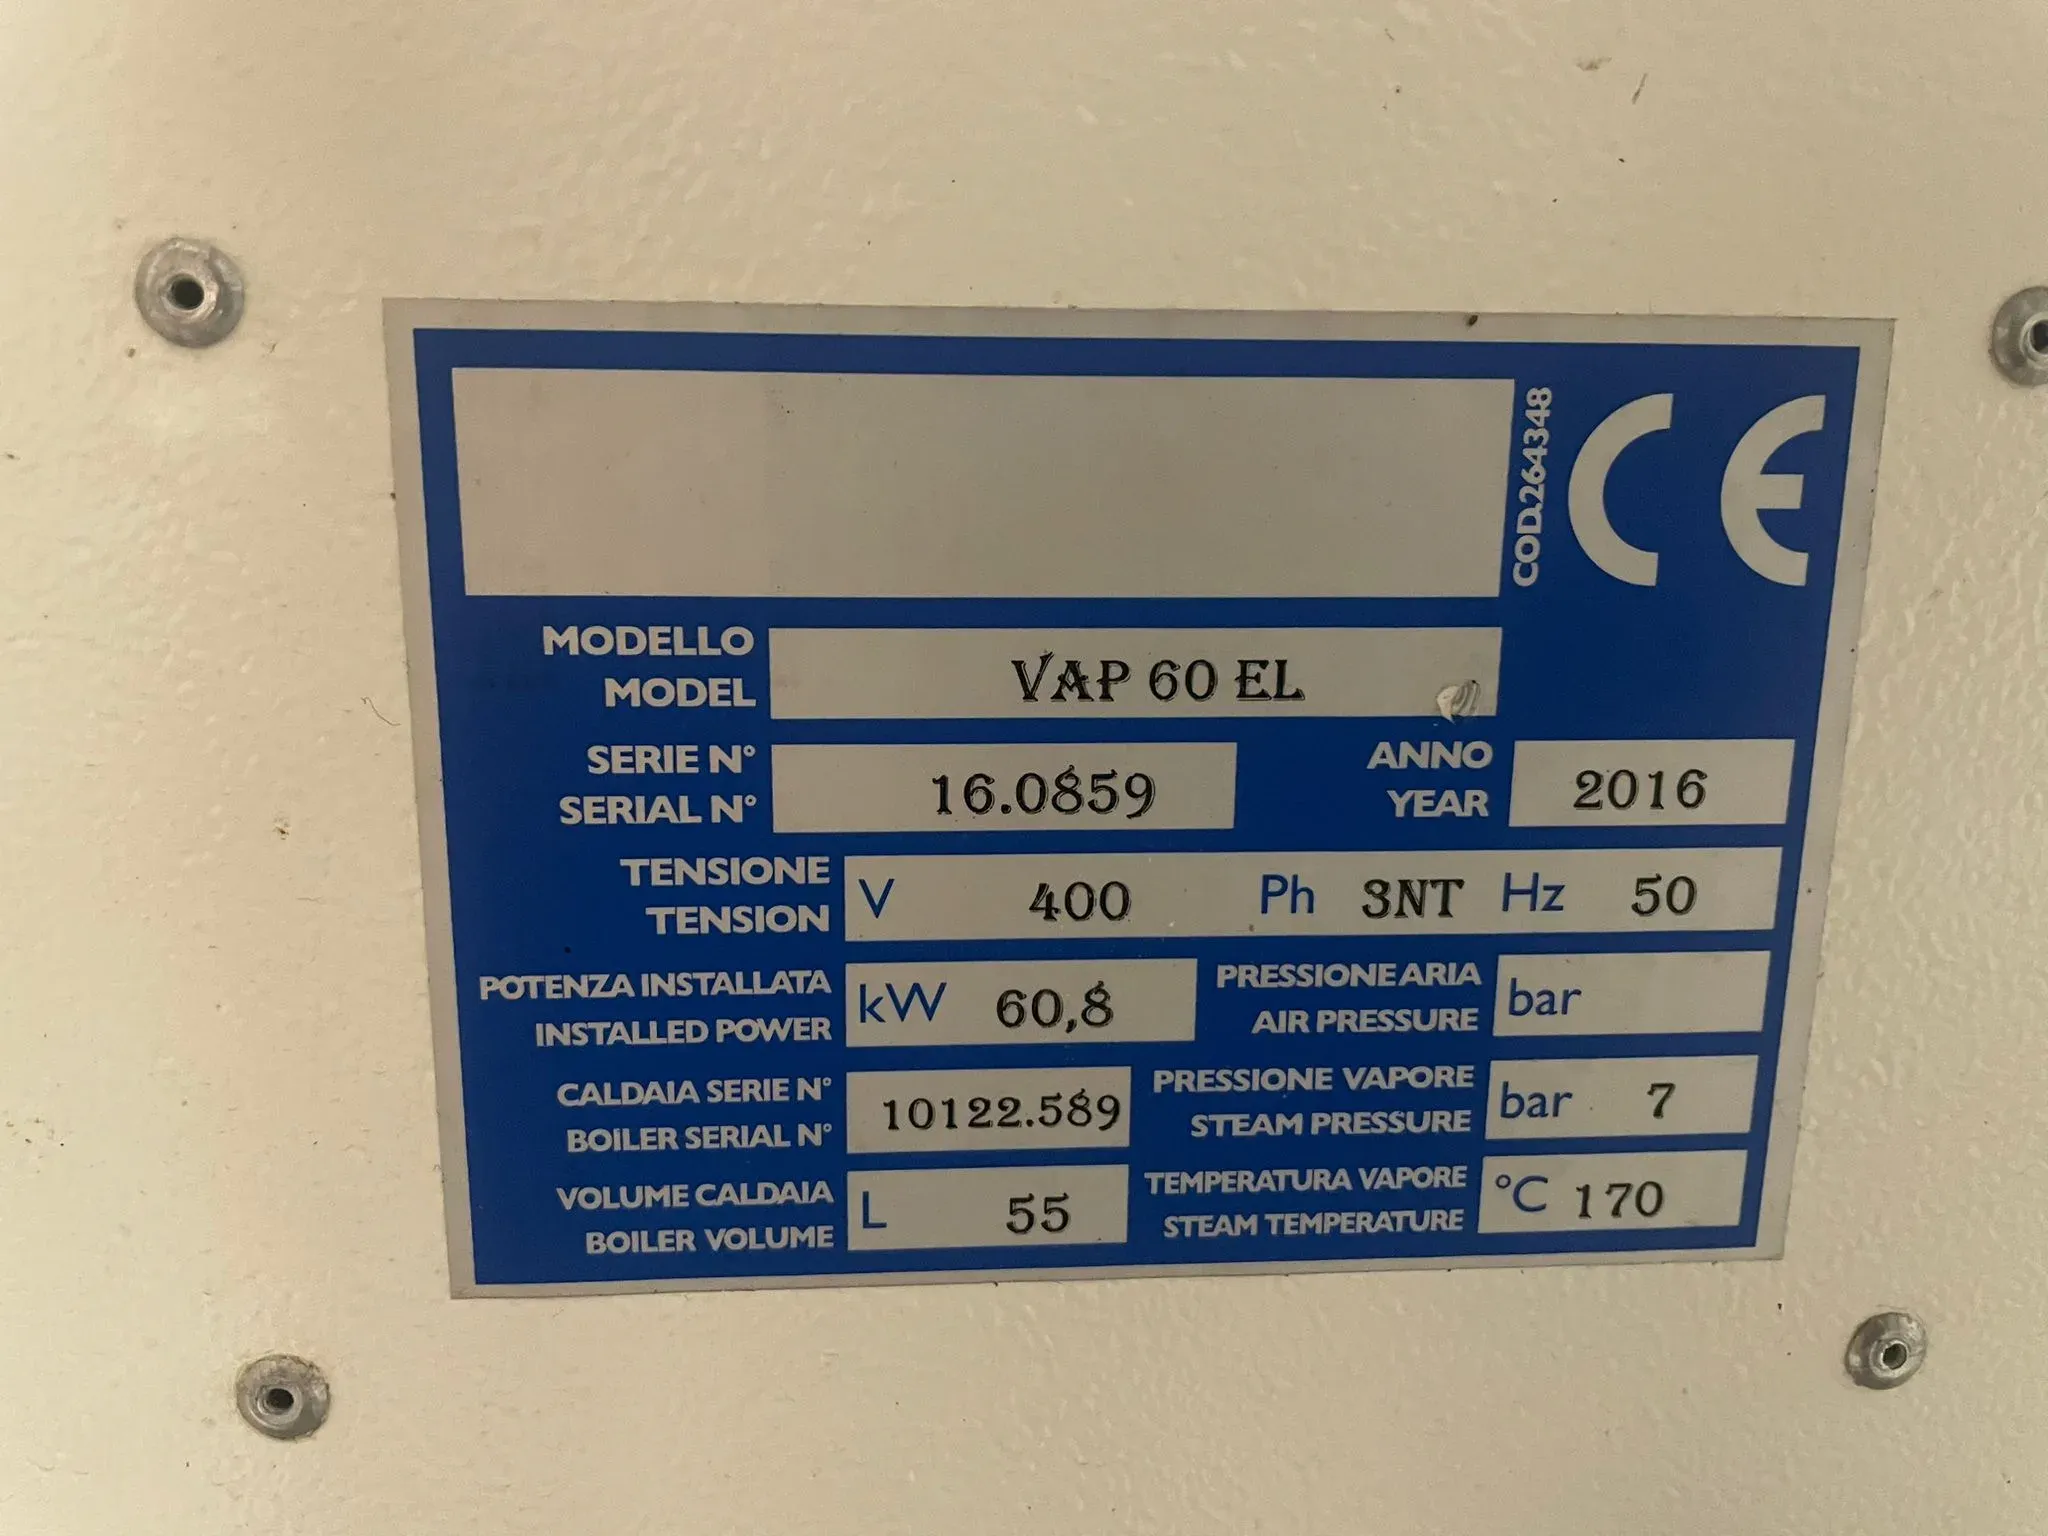 COD.264348
CE
MODELLO
MODEL
VAP 60 EL
SERIE N°
SERIAL N°
16.0859
ANNO
YEAR
2016
TENSIONE
TENSION
V 400 Ph 3NT Hz 50
POTENZA INSTALLATA
INSTALLED POWER
kW 60,8
PRESSIONE ARIA
AIR PRESSURE
bar
CALDAIA SERIE N°
BOILER SERIAL N°
10122.589
PRESSIONE VAPORE
STEAM PRESSURE
bar 7
VOLUME CALDAIA
BOILER VOLUME
L 55
TEMPERATURA VAPORE
STEAM TEMPERATURE
°C 170